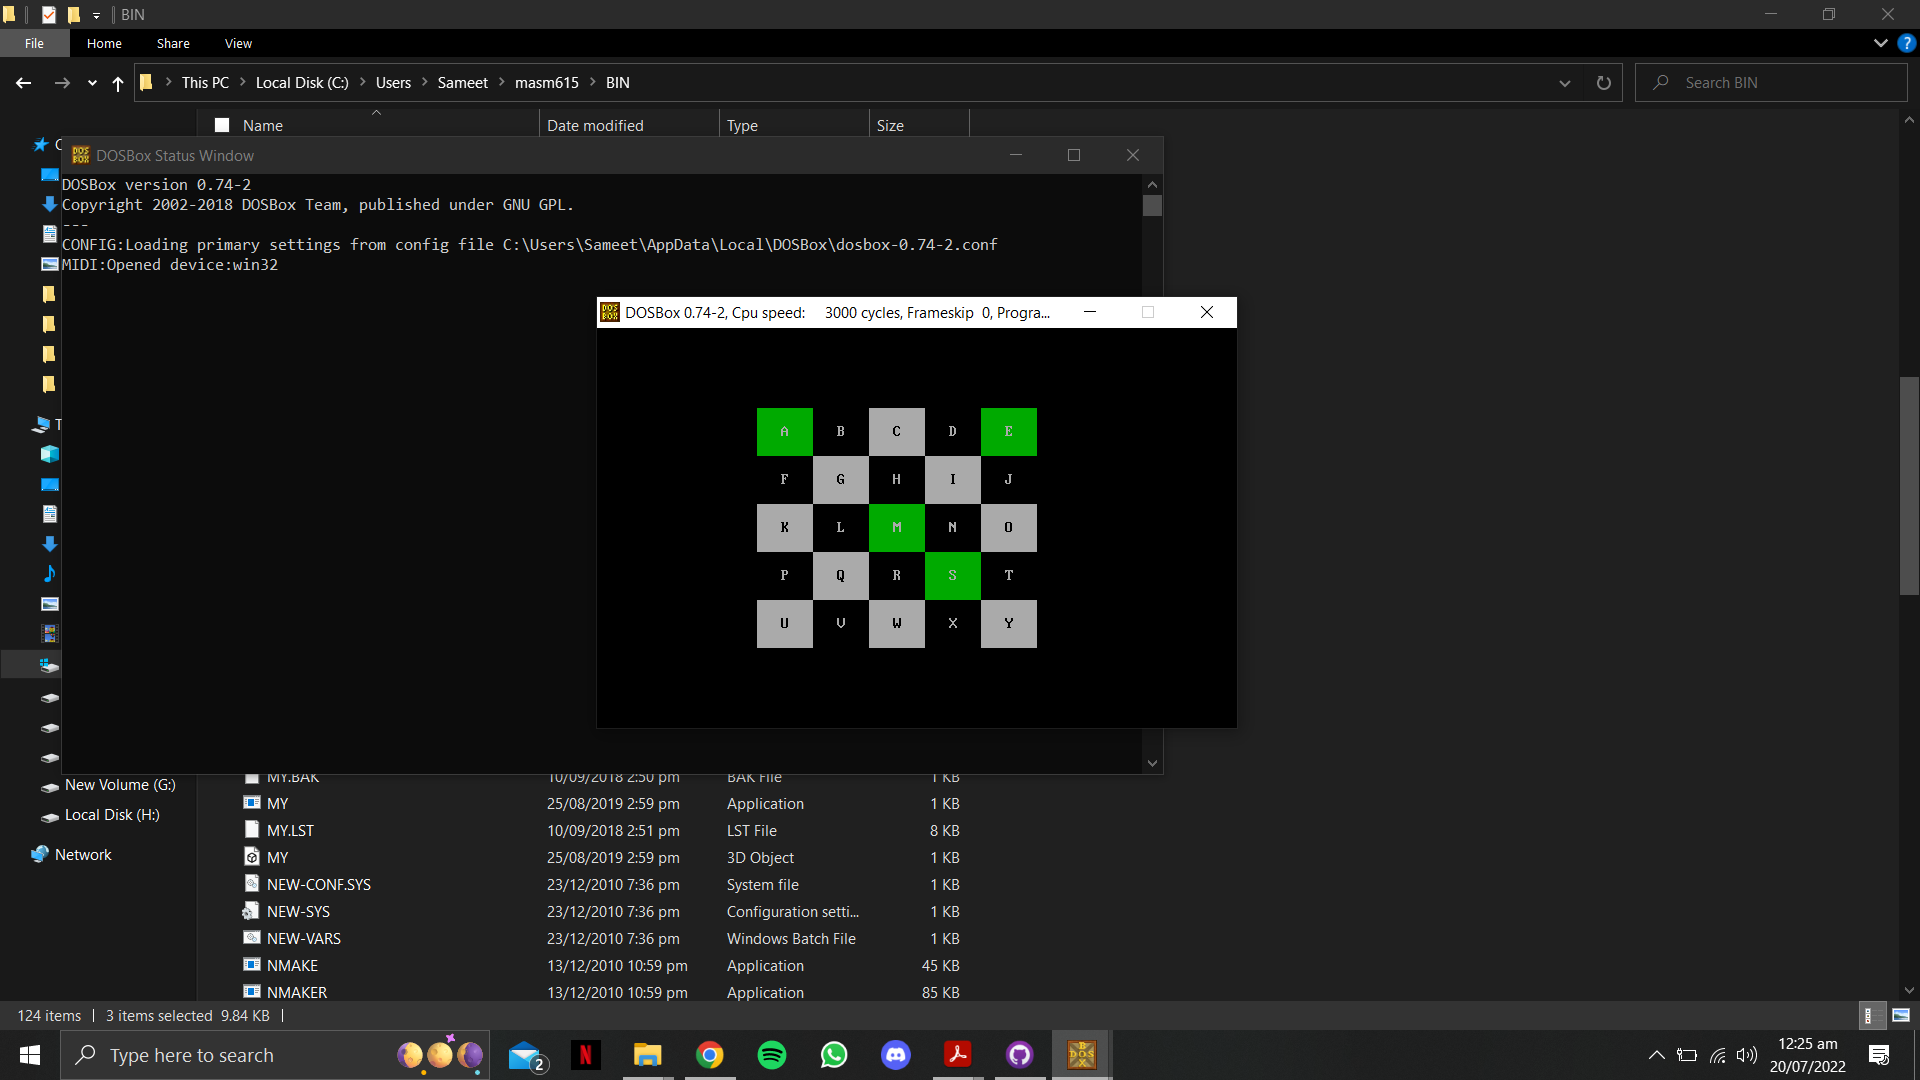 BIN
File Home Share View
This PC Local Disk (C:) Users Sameet masm615 BIN
Search BIN
Name Date modified Type Size
DOSBox Status Window
DOSBox version 0.74-2
Copyright 2002-2018 DOSBox Team, published under GNU GPL.
---
CONFIG:Loading primary settings from config file C:\Users\Sameet\AppData\Local\DOSBox\dosbox-0.74-2.conf
MIDI:Opened device:win32
DOSBox 0.74-2, Cpu speed: 3000 cycles, Frameskip 0, Progra...
A B C D E
F G H I J
K L M N O
P Q R S T
U V W X Y
MY.BAK 10/09/2018 2:50 pm BAK File 1 KB
MY 25/08/2019 2:59 pm Application 1 KB
MY.LST 10/09/2018 2:51 pm LST File 8 KB
MY 25/08/2019 2:59 pm 3D Object 1 KB
NEW-CONF.SYS 23/12/2010 7:36 pm System file 1 KB
NEW-SYS 23/12/2010 7:36 pm Configuration setti... 1 KB
NEW-VARS 23/12/2010 7:36 pm Windows Batch File 1 KB
NMAKE 13/12/2010 10:59 pm Application 45 KB
NMAKER 13/12/2010 10:59 pm Application 85 KB
New Volume (G:)
Local Disk (H:)
Network
124 items 3 items selected 9.84 KB
Type here to search
2
N
DOS BOX
12:25 am
20/07/2022